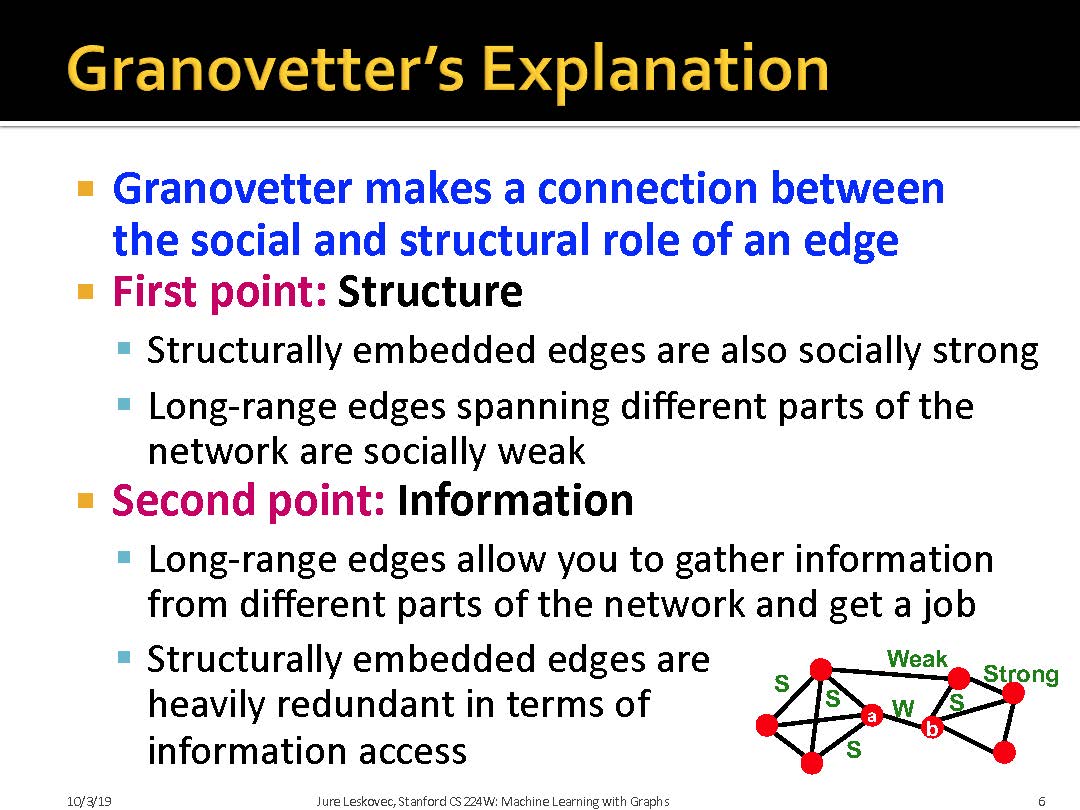 Granovetter’s Explanation
Granovetter makes a connection between
the social and structural role of an edge
First point: Structure
Structurally embedded edges are also socially strong
Long-range edges spanning different parts of the
network are socially weak
Second point: Information
Long-range edges allow you to gather information
from different parts of the network and get a job
Structurally embedded edges are
heavily redundant in terms of
information access
Weak
Strong
S
S
a
W
S
b
S
10/3/19
Jure Leskovec, Stanford CS224W: Machine Learning with Graphs
6